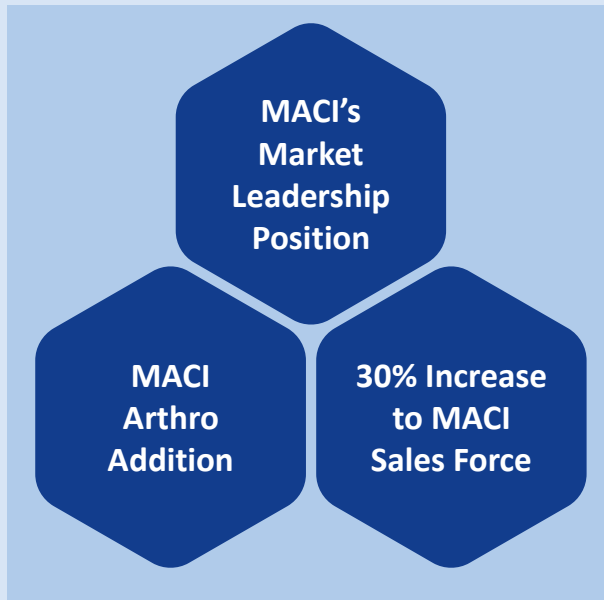 MACI’s
Market
Leadership
Position
MACI
Arthro
Addition
30% Increase
to MACI
Sales Force